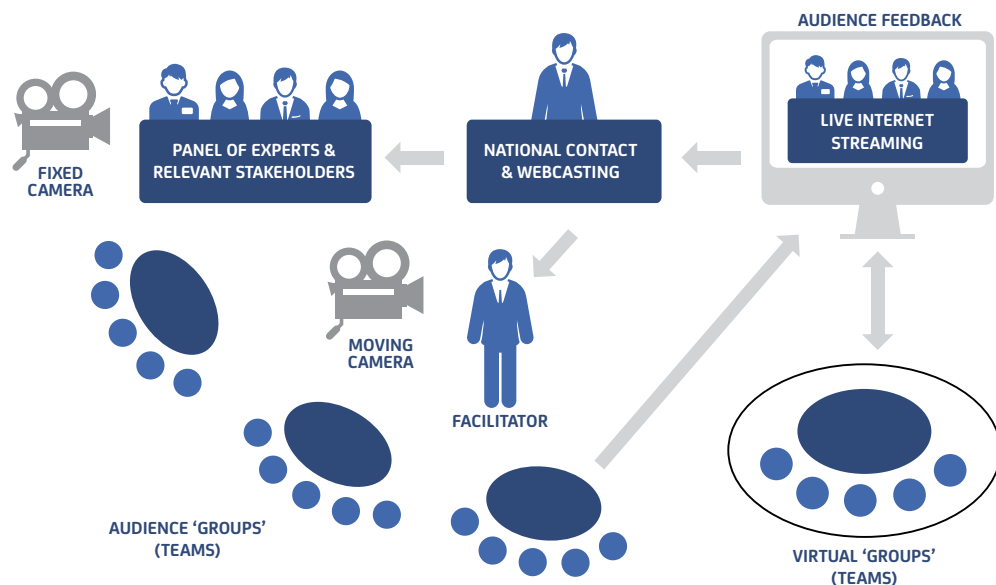 AUDIENCE FEEDBACK
LIVE INTERNET
STREAMING
PANEL OF EXPERTS &
RELEVANT STAKEHOLDERS
NATIONAL CONTACT
& WEBCASTING
FIXED
CAMERA
MOVING
CAMERA
FACILITATOR
AUDIENCE ‘GROUPS’
(TEAMS)
VIRTUAL ‘GROUPS’
(TEAMS)